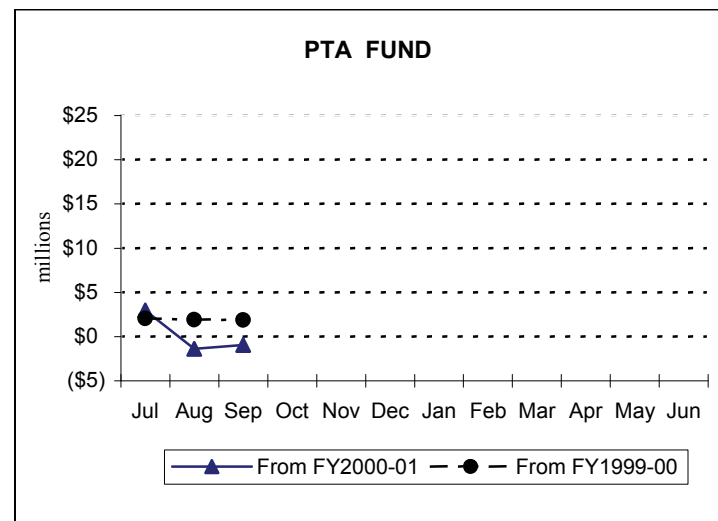 PTA FUND
$25
$20
$15
$10
$5
$0
($5)
millions
Jul Aug Sep Oct Nov Dec Jan Feb Mar Apr May Jun
From FY2000-01 From FY1999-00